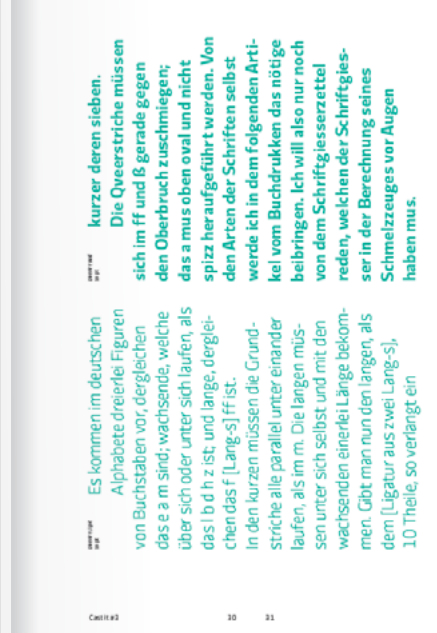 Es kommen im deutschen
Alphabete dreierlei Figuren
von Buchstaben vor, dergleichen
das e a m sind; wachsende, welche
über sich oder unter sich laufen, als
das l b d h z ist; und lange, derglei-
chen das f [Lang-s] ff ist.
In den kurzen müssen die Grund-
striche alle parallel unter einander
laufen, als im m. Die langen müs-
sen unter sich selbst und mit den
wachsenden einerlei Länge bekom-
men. Gibt man nun den langen, als
dem [Ligatur aus zwei Lang-s],
10 Theile, so verlangt ein
kurzer deren sieben.
Die Qveerstriche müssen
sich im ff und ß gerade gegen
den Oberbruch zuschmiegen;
das a mus oben oval und nicht
spizz heraufgeführt werden. Von
den Arten der Schriften selbst
werde ich in dem folgenden Arti-
kel vom Buchdrukken das nötige
beibringen. Ich will also nur noch
von dem Schriftgiesserzettel
reden, welchen der Schriftgies-
ser in der Berechnung seines
Schmelzzeuges vor Augen
haben mus.
Cast it #3
30
31